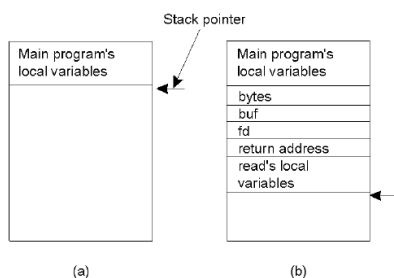 Stack pointer
Main program's
local variables
Main program's
local variables
bytes
buf
fd
return address
read's local
variables
(a)
(b)